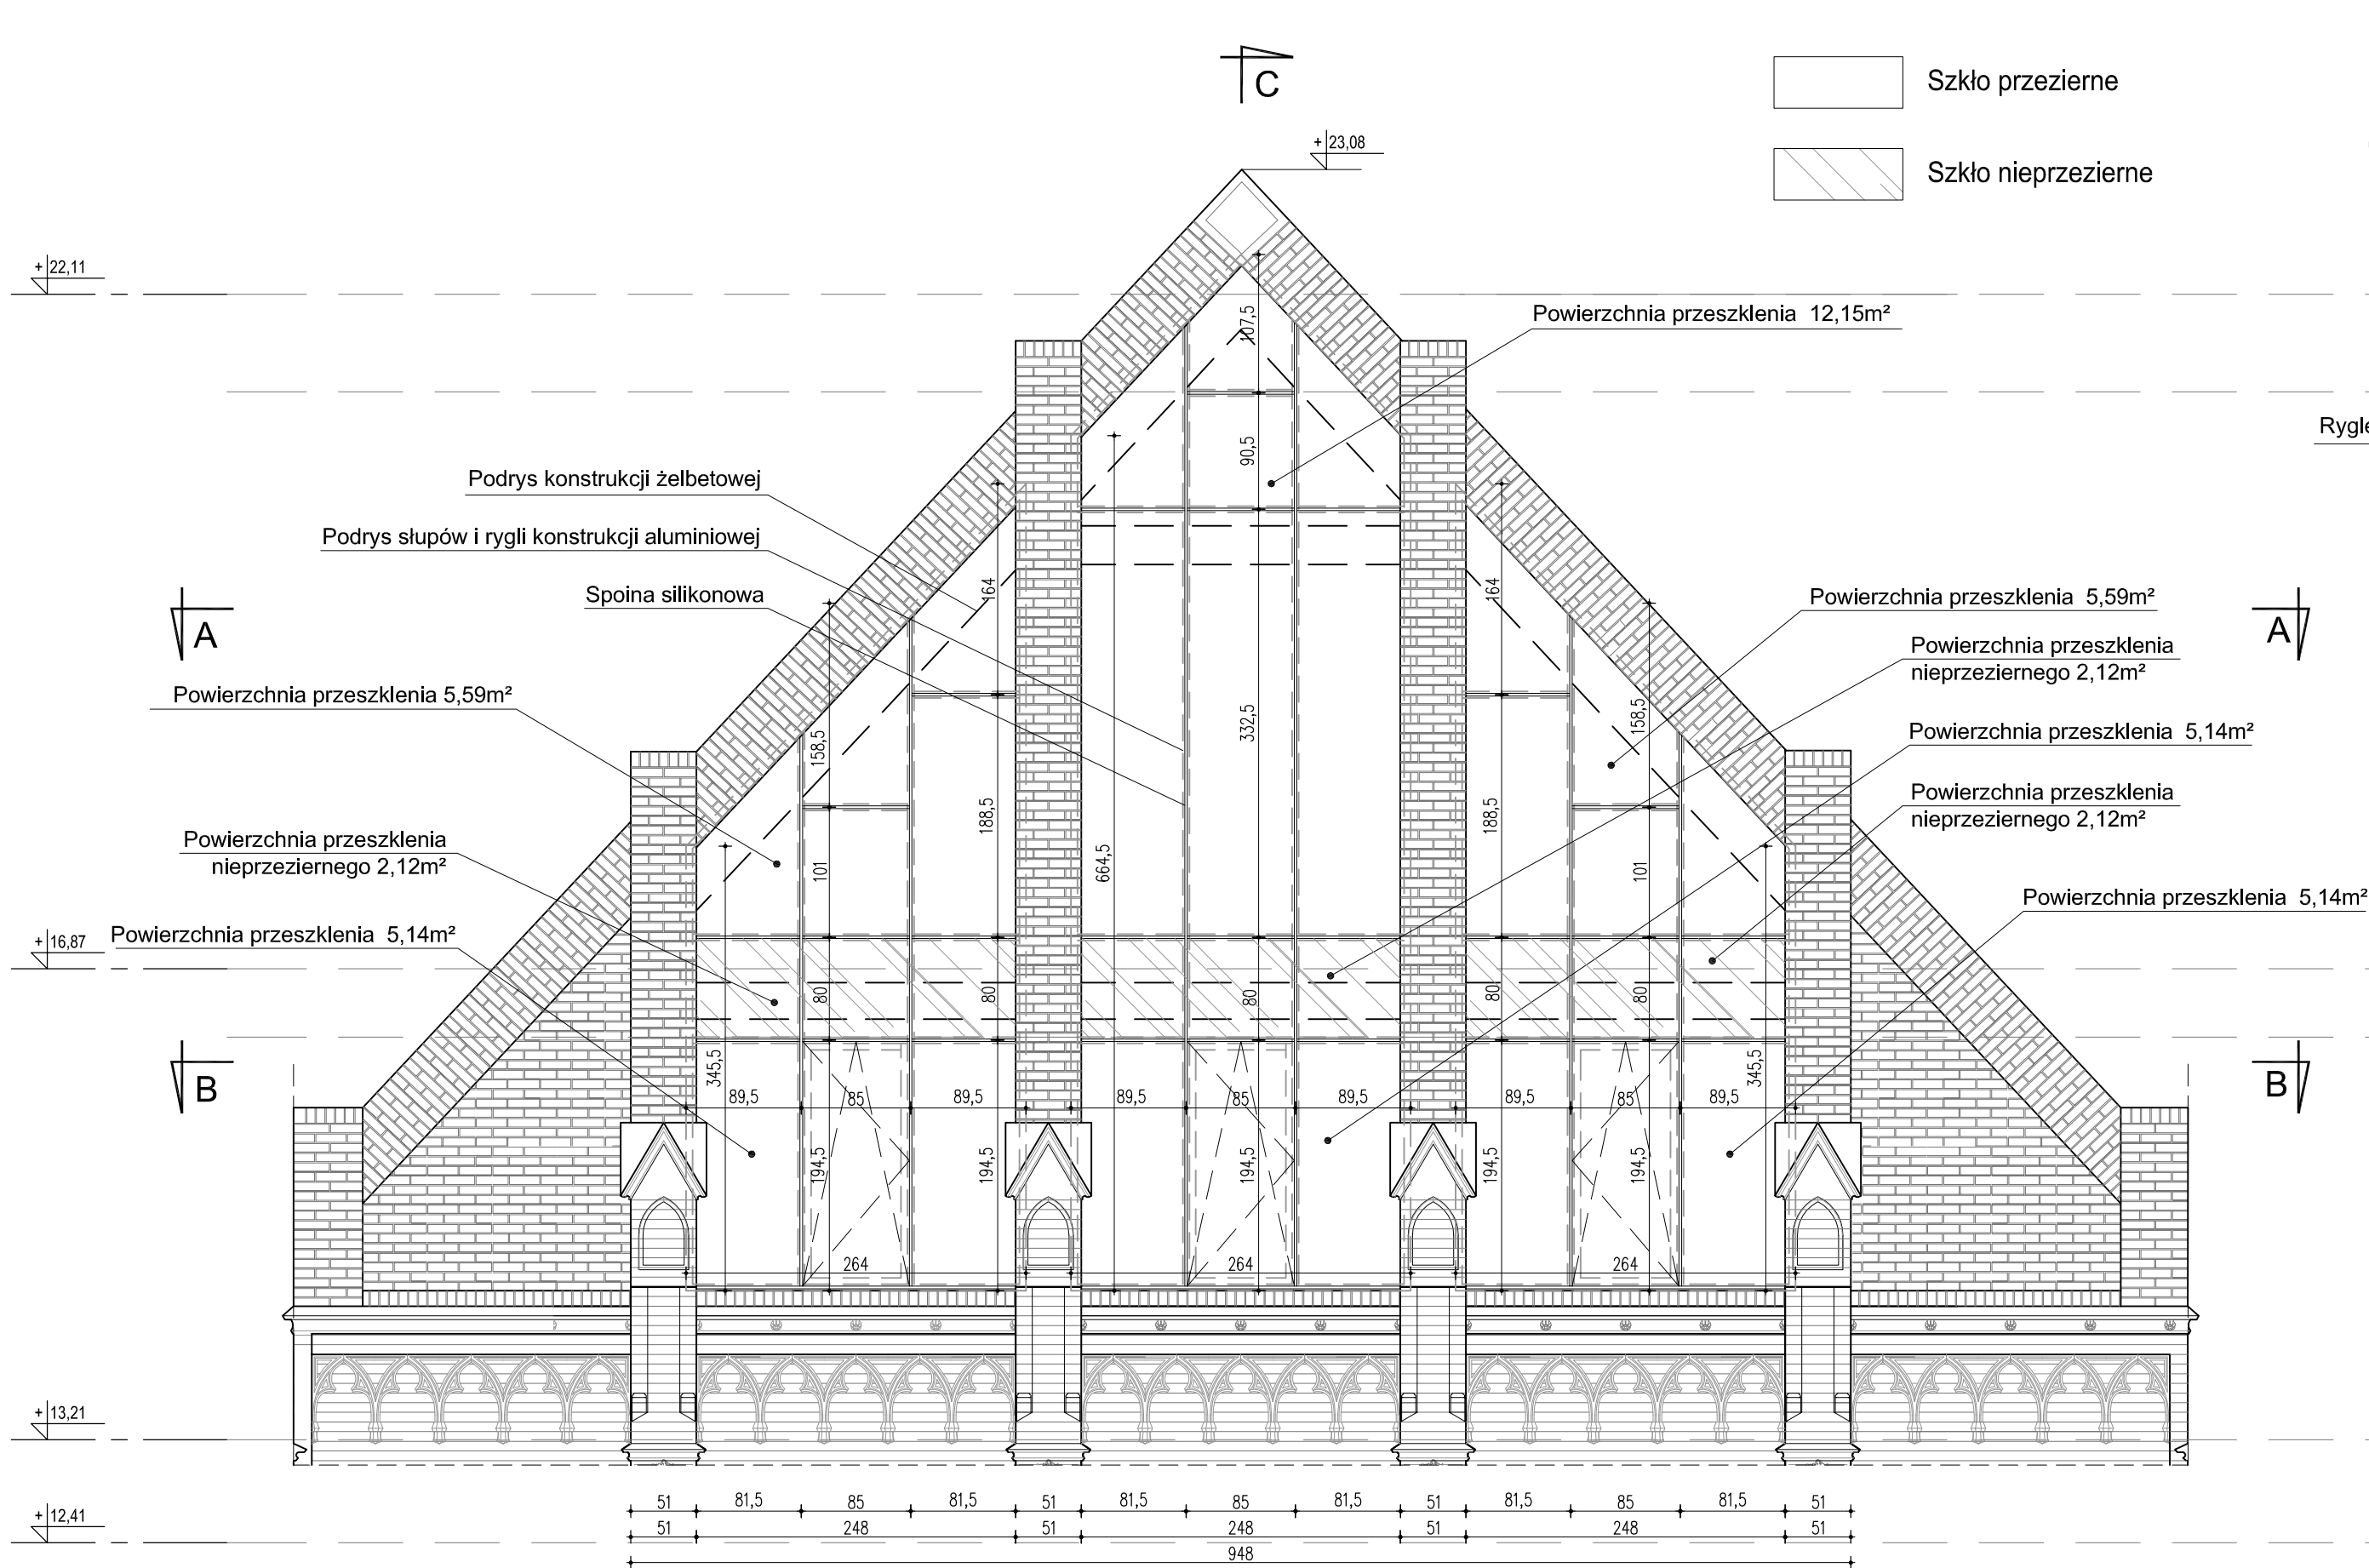 C
Szkło przezierne
+ 23,08
Szkło nieprzezierne
+ 22,11
107,5
Powierzchnia przeszklenia 12,15m²
Rygle
90,5
Podrys konstrukcji żelbetowej
Podrys słupów i rygli konstrukcji aluminiowej
164
164
Spoina silikonowa
Powierzchnia przeszklenia 5,59m²
A
A
Powierzchnia przeszklenia
nieprzeziernego 2,12m²
Powierzchnia przeszklenia 5,59m²
158,5
332,5
158,5
Powierzchnia przeszklenia 5,14m²
188,5
188,5
Powierzchnia przeszklenia
nieprzeziernego 2,12m²
Powierzchnia przeszklenia
nieprzeziernego 2,12m²
101
664,5
101
Powierzchnia przeszklenia 5,14m²
+ 16,87
Powierzchnia przeszklenia 5,14m²
80
80
80
80
80
345,5
345,5
B
B
89,5
85
89,5
89,5
85
89,5
89,5
85
89,5
194,5
194,5
194,5
194,5
194,5
264
264
264
+ 13,21
+ 12,41
51
81,5
85
81,5
51
81,5
85
81,5
51
81,5
85
81,5
51
51
248
51
248
51
248
51
948